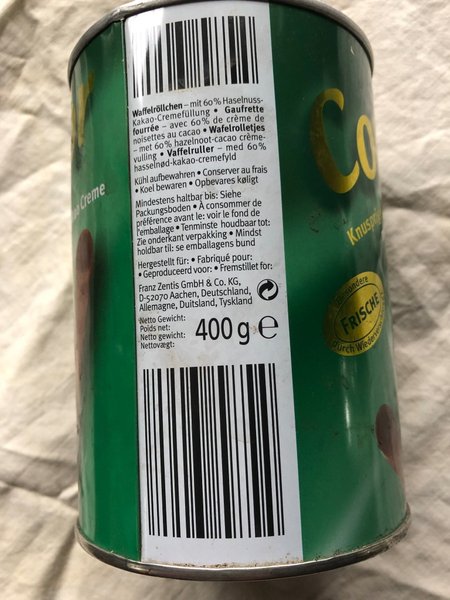 Waffelröllchen – mit 60% Haselnuss-
Kakao-Cremefüllung • Gaufrette
fourrée – avec 60% de crème de
noisettes au cacao • Wafelrolletjes
– met 60% hazelnoot-cacao crème-
vulling • Vaffelruller – med 60%
hasselnød-kakao-cremefyld
Kühl aufbewahren • Conserver au frais
• Koel bewaren • Opbevares køligt
Mindestens haltbar bis: Siehe
Packungsboden • À consommer de
préférence avant le: voir le fond de
l'emballage • Tenminste houdbaar tot:
Zie onderkant verpakking • Mindst
holdbar til: se emballagens bund
Hergestellt für: • Fabriqué pour:
• Geproduceerd voor: • Fremstillet for:
Franz Zentis GmbH & Co. KG,
D-52070 Aachen, Deutschland,
Allemagne, Duitsland, Tyskland
Netto Gewicht:
Poids net:
Netto gewicht:
Nettovægt:
400 g ℮
Creme
Co
Knusp
FRISCHE
durch Wieder